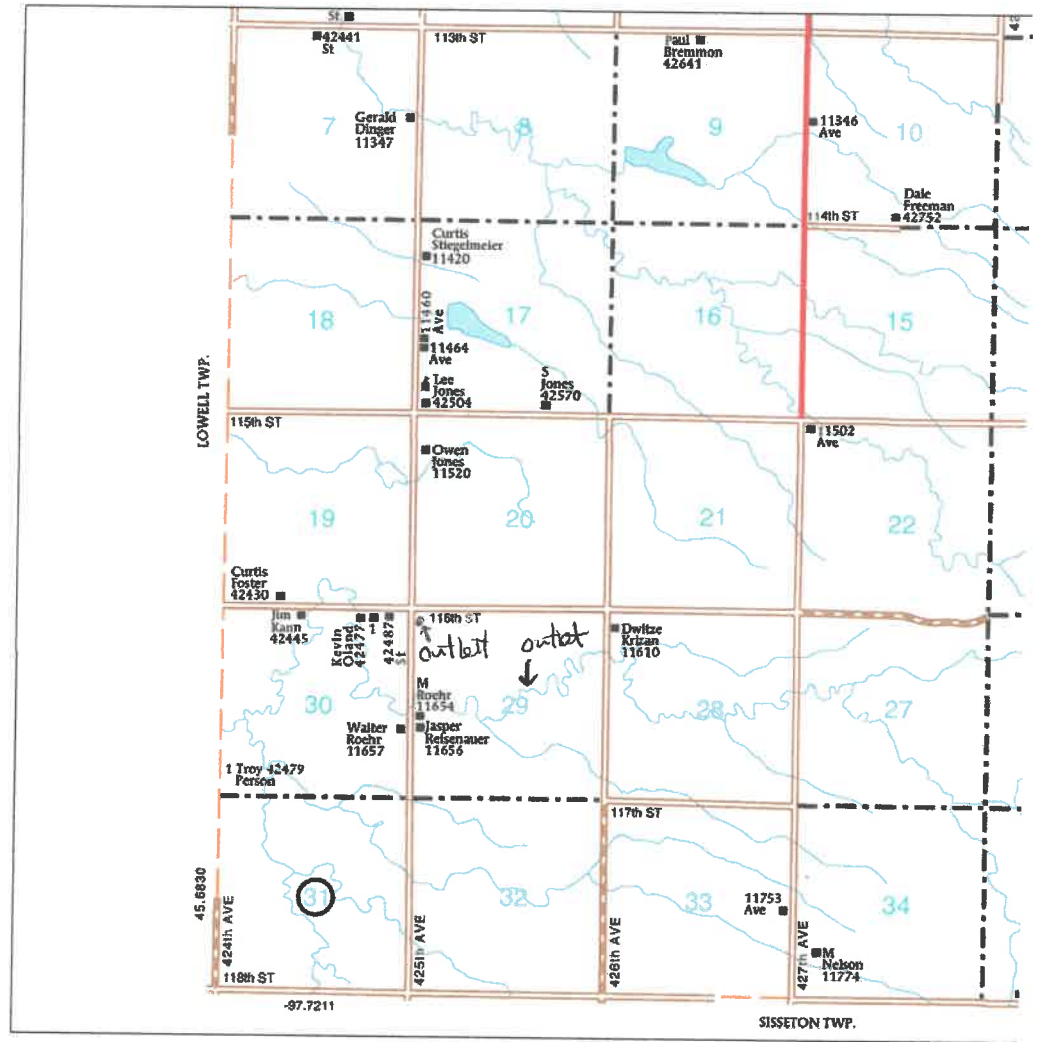 St
42441
St
113th ST
Paul
Bremmon
42641
7
Gerald
Dinger
11347
8
9
11346
Ave
10
Dale
Freeman
42752
114th ST
Curtis
Stiegelmeier
11420
18
11460
Ave
17
16
15
11464
Ave
Lee
Jones
42504
S
Jones
42570
LOWELL TWP.
115th ST
11502
Ave
Owen
Jones
11520
19
20
21
22
Curtis
Foster
42430
Jim
Kann
42445
Kevin
Oland
42477
1
42487
St
116th ST
outlest
outlet
Dwitze
Krizan
11610
M
Roehr
11654
30
29
28
27
Walter
Roehr
11657
Jasper
Reisenauer
11656
1 Troy 42479
Person
117th ST
45.6830
31
32
33
11753
Ave
34
424th AVE
425th AVE
426th AVE
427th AVE
M
Nelson
11774
118th ST
-97.7211
SISSETON TWP.